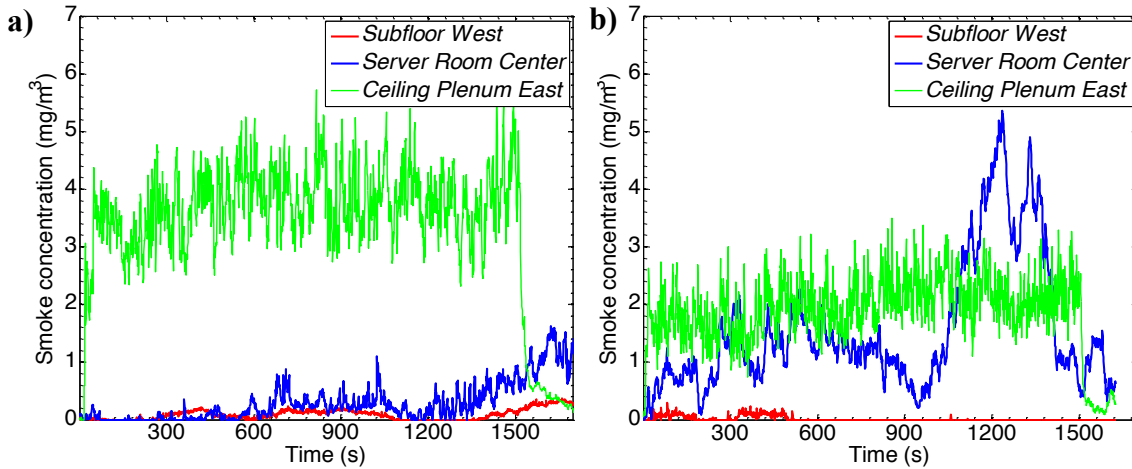 a)
Smoke concentration (mg/m³)
7
6
5
4
3
2
1
0
Subfloor West
Server Room Center
Ceiling Plenum East
300 600 900 1200 1500
Time (s)
b)
Smoke concentration (mg/m³)
7
6
5
4
3
2
1
0
Subfloor West
Server Room Center
Ceiling Plenum East
300 600 900 1200 1500
Time (s)